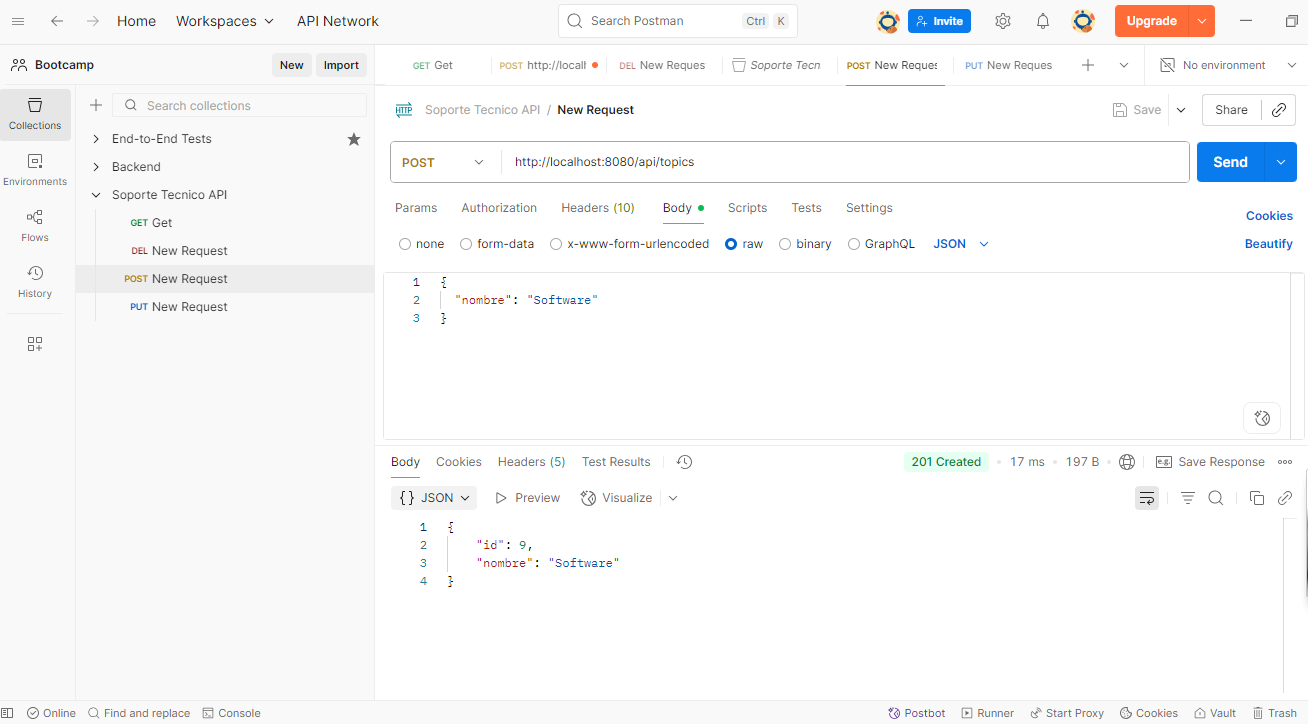 Home Workspaces API Network Search Postman Ctrl K Invite Upgrade
Bootcamp New Import GET Get POST http://locall DEL New Reques Soporte Tecn POST New Reques PUT New Reques No environment
Search collections
Collections
Environments
Flows
History
End-to-End Tests
Backend
Soporte Tecnico API
GET Get
DEL New Request
POST New Request
PUT New Request
HTTP Soporte Tecnico API / New Request Save Share
POST http://localhost:8080/api/topics Send
Params Authorization Headers (10) Body Scripts Tests Settings Cookies
none form-data x-www-form-urlencoded raw binary GraphQL JSON Beautify
1 {
2 "nombre": "Software"
3 }
Body Cookies Headers (5) Test Results 201 Created 17 ms 197 B e.g. Save Response
{} JSON Preview Visualize
1 {
2 "id": 9,
3 "nombre": "Software"
4 }
Online Find and replace Console Postbot Runner Start Proxy Cookies Vault Trash